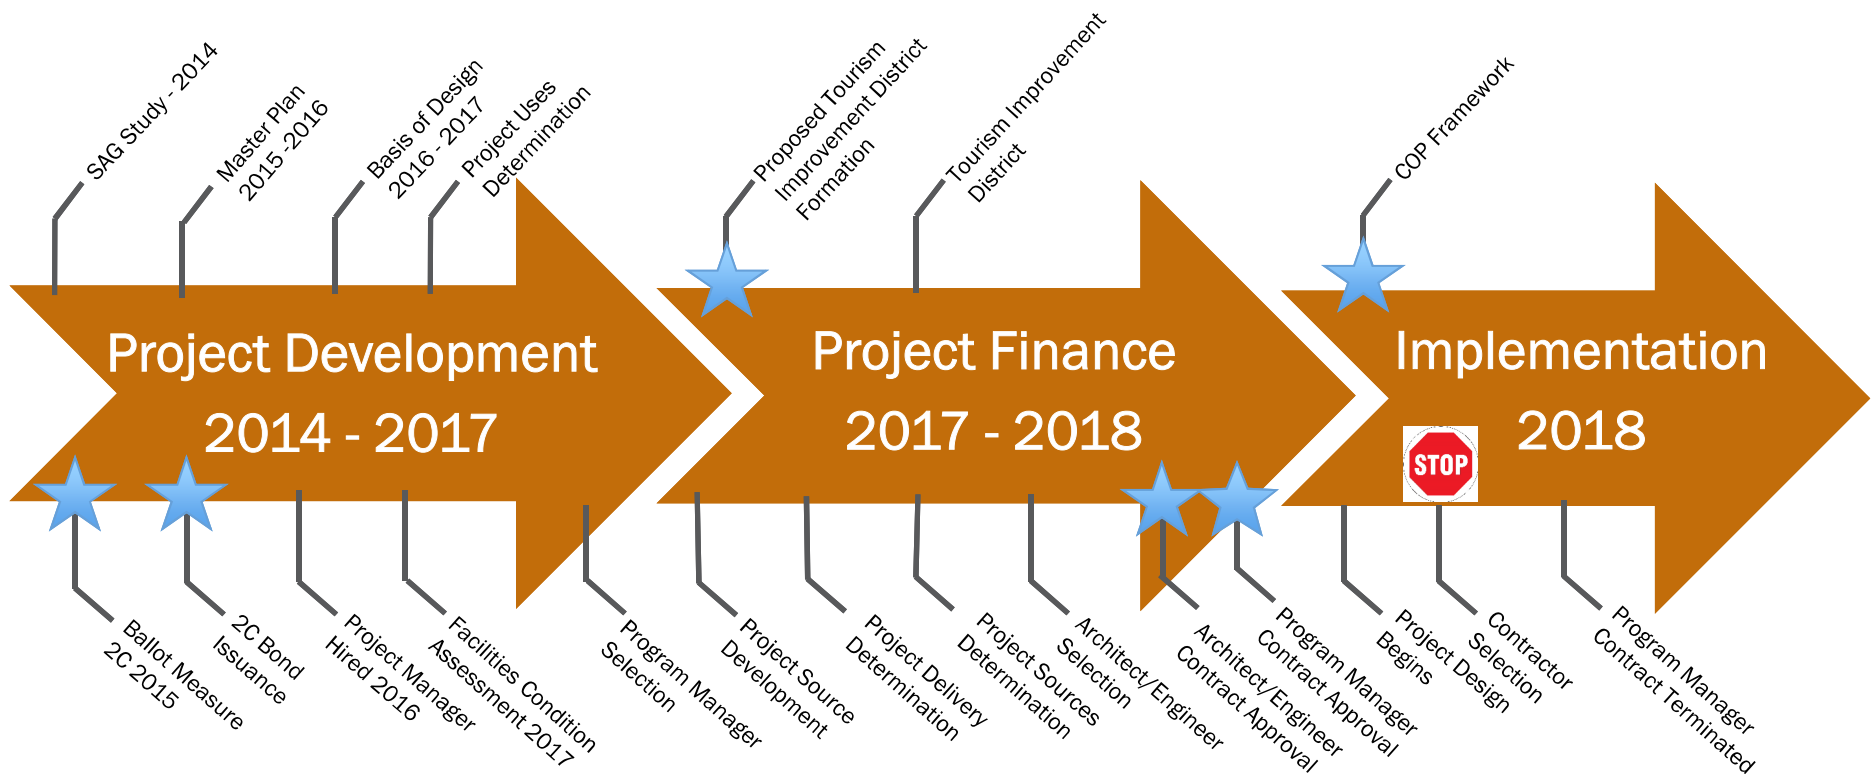 SAG Study - 2014
Master Plan
2015 -2016
Basis of Design
2016 - 2017
Project Uses
Determination
Proposed Tourism
Improvement District
Formation
Tourism Improvement
District
COP Framework
Project Development
2014 - 2017
Project Finance
2017 - 2018
Implementation
2018
STOP
Ballot Measure
2C 2015
2C Bond
Issuance
Project Manager
Hired 2016
Facilities Condition
Assessment 2017
Program Manager
Selection
Project Source
Development
Project Delivery
Determination
Project Sources
Determination
Architect/Engineer
Selection
Architect/Engineer
Contract Approval
Program Manager
Contract Approval
Project Design
Begins
Contractor
Selection
Program Manager
Contract Terminated